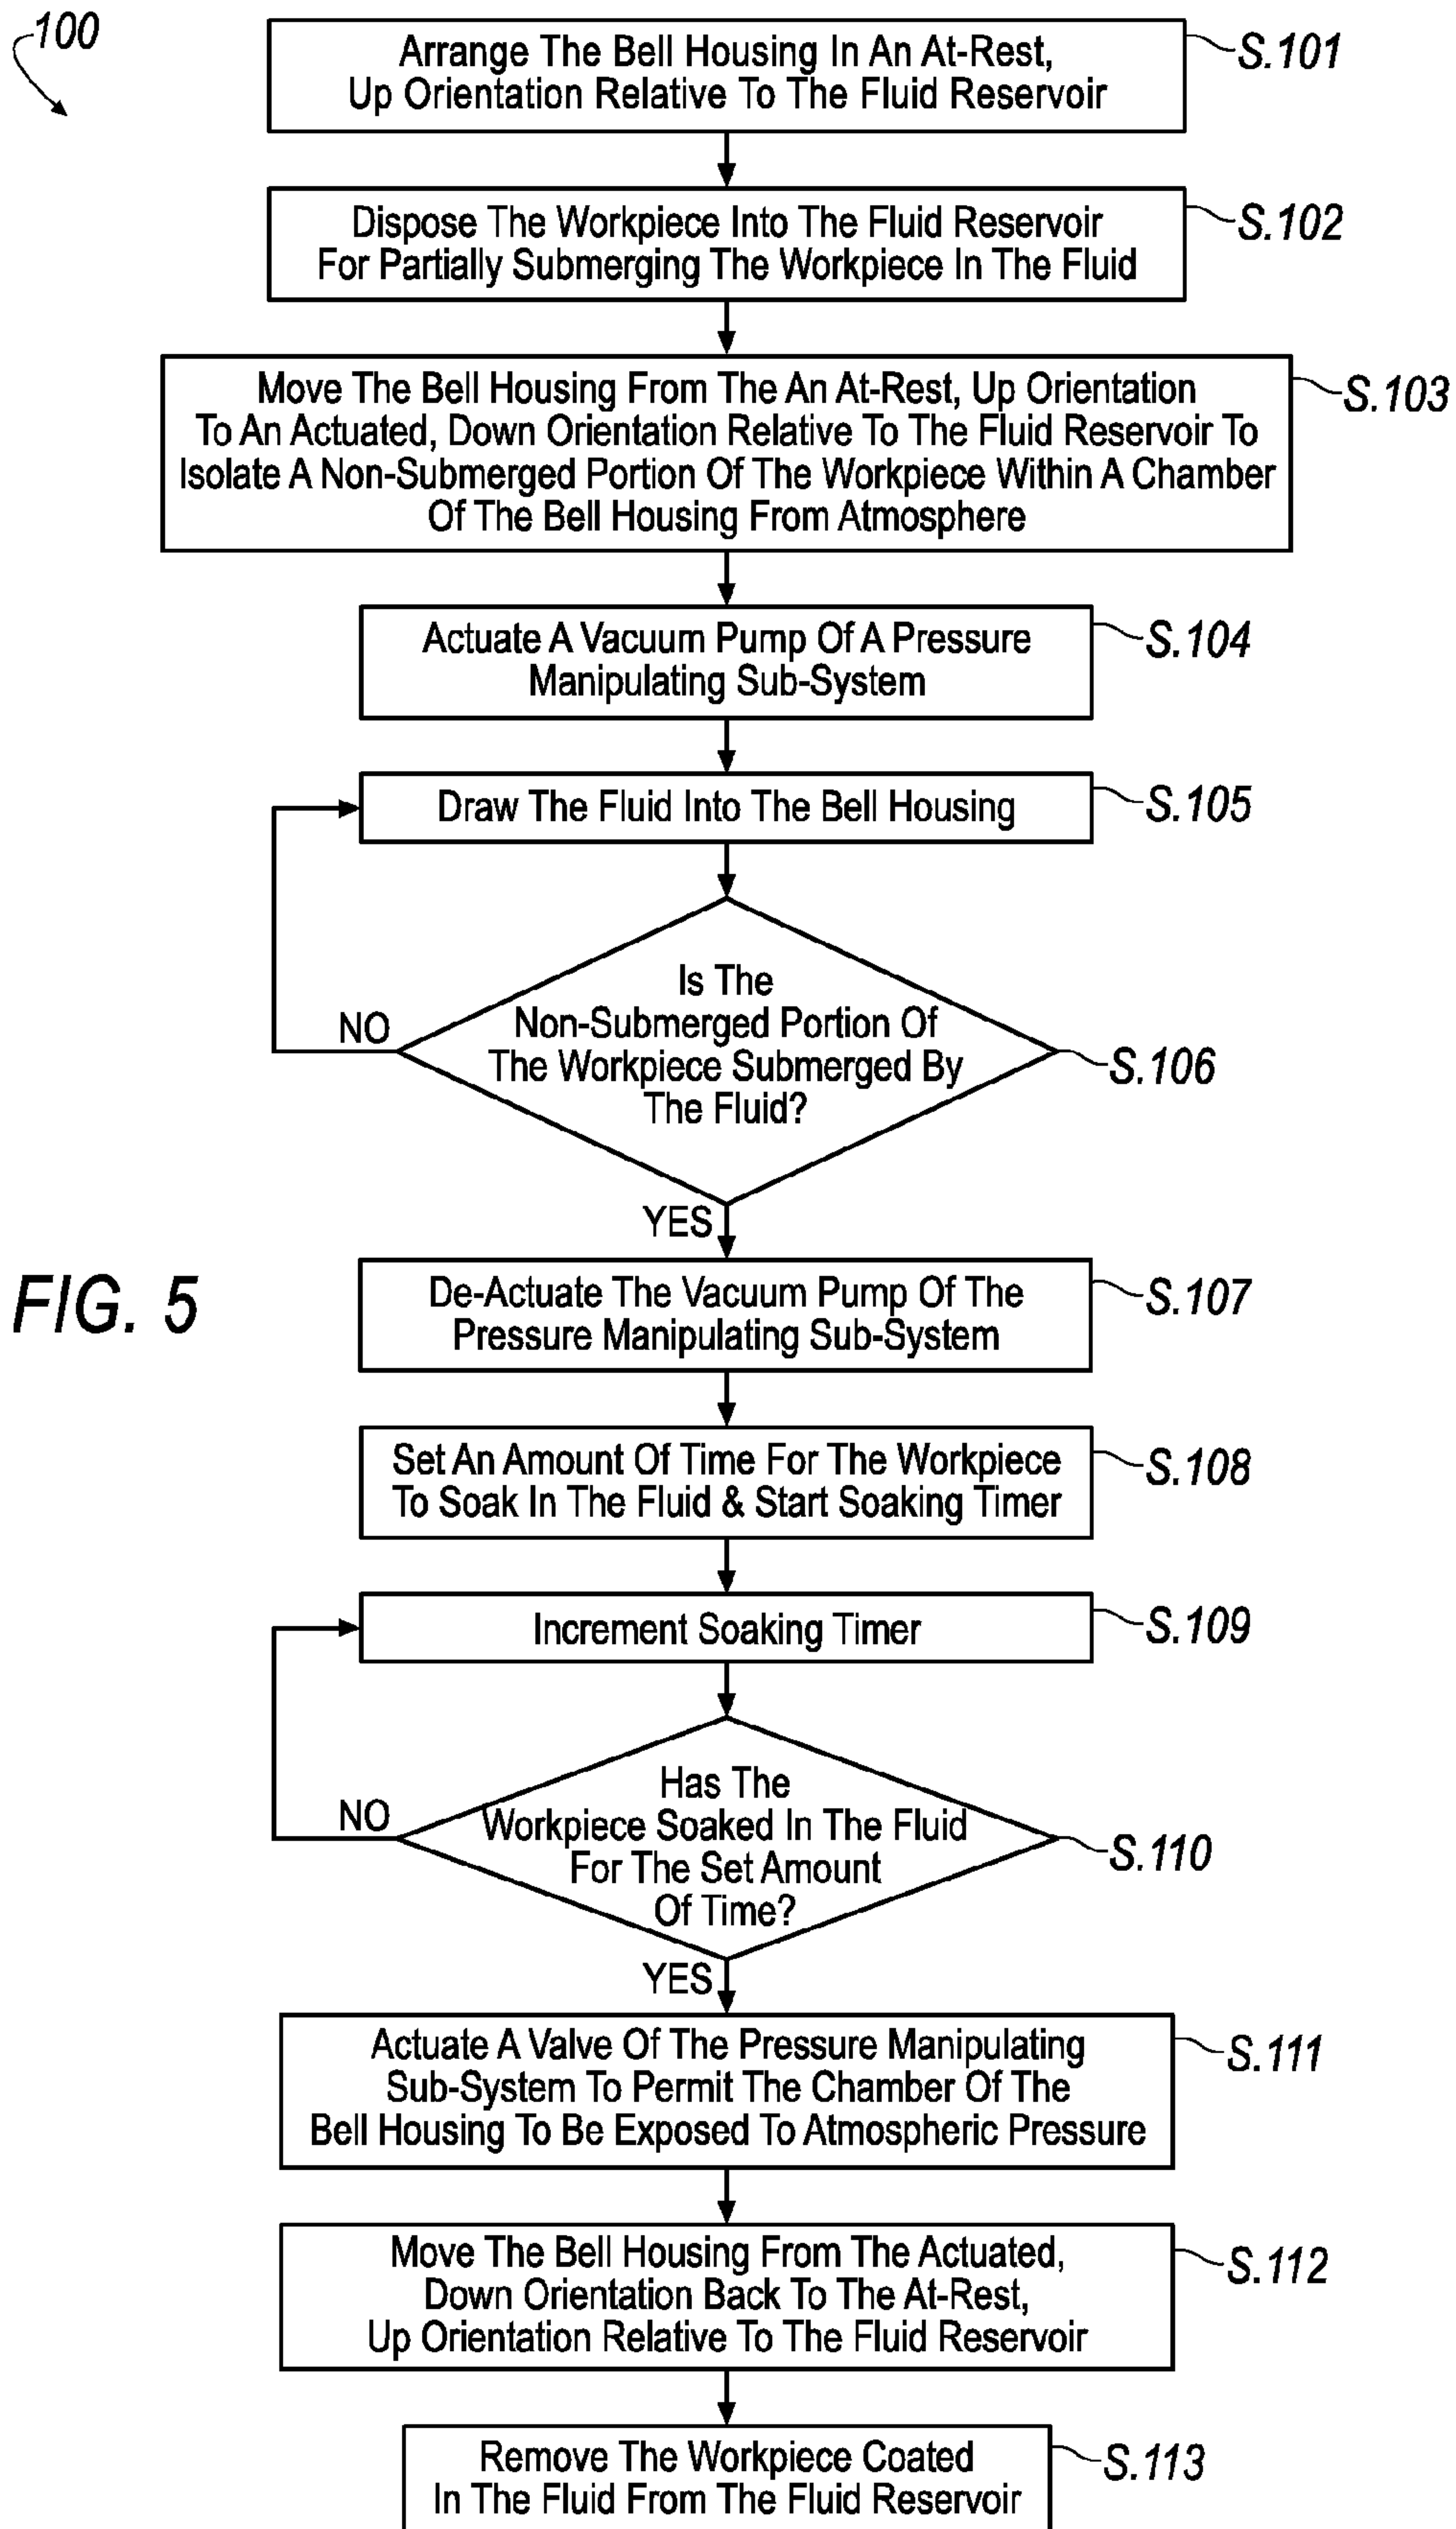 100
Arrange The Bell Housing In An At-Rest,
Up Orientation Relative To The Fluid Reservoir
S.101
Dispose The Workpiece Into The Fluid Reservoir
For Partially Submerging The Workpiece In The Fluid
S.102
Move The Bell Housing From The An At-Rest, Up Orientation
To An Actuated, Down Orientation Relative To The Fluid Reservoir To
Isolate A Non-Submerged Portion Of The Workpiece Within A Chamber
Of The Bell Housing From Atmosphere
S.103
Actuate A Vacuum Pump Of A Pressure
Manipulating Sub-System
S.104
Draw The Fluid Into The Bell Housing
S.105
Is The
Non-Submerged Portion Of
The Workpiece Submerged By
The Fluid?
S.106
NO
YES
FIG. 5
De-Actuate The Vacuum Pump Of The
Pressure Manipulating Sub-System
S.107
Set An Amount Of Time For The Workpiece
To Soak In The Fluid & Start Soaking Timer
S.108
Increment Soaking Timer
S.109
Has The
Workpiece Soaked In The Fluid
For The Set Amount
Of Time?
S.110
NO
YES
Actuate A Valve Of The Pressure Manipulating
Sub-System To Permit The Chamber Of The
Bell Housing To Be Exposed To Atmospheric Pressure
S.111
Move The Bell Housing From The Actuated,
Down Orientation Back To The At-Rest,
Up Orientation Relative To The Fluid Reservoir
S.112
Remove The Workpiece Coated
In The Fluid From The Fluid Reservoir
S.113